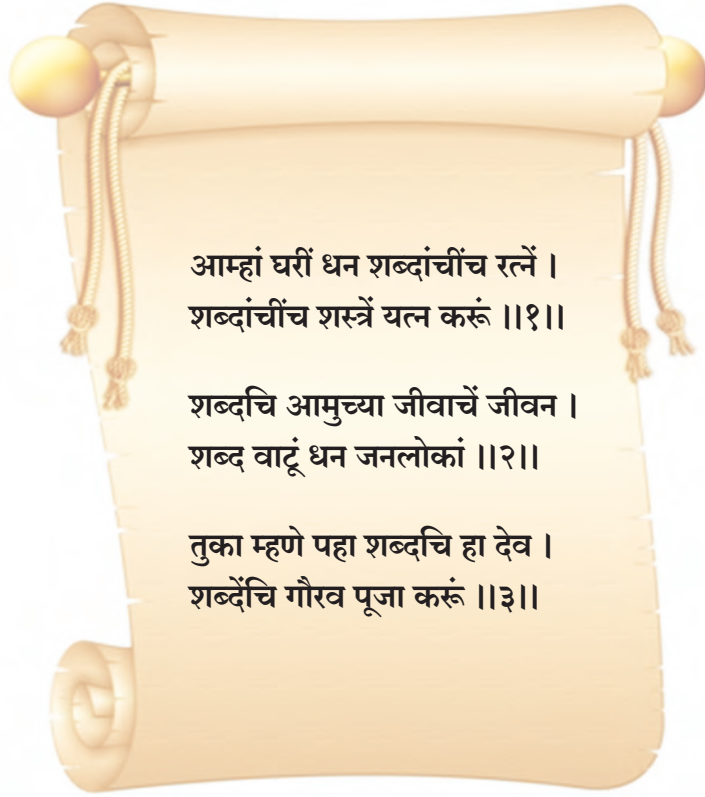 आम्हां घरीं धन शब्दांचींच रत्नें ।
शब्दांचींच शस्त्रें यत्न करूं ।।१।।
शब्दचि आमुच्या जीवाचें जीवन ।
शब्द वाटूं धन जनलोकां ।।२।।
तुका म्हणे पहा शब्दचि हा देव ।
शब्देंचि गौरव पूजा करूं ।।३।।